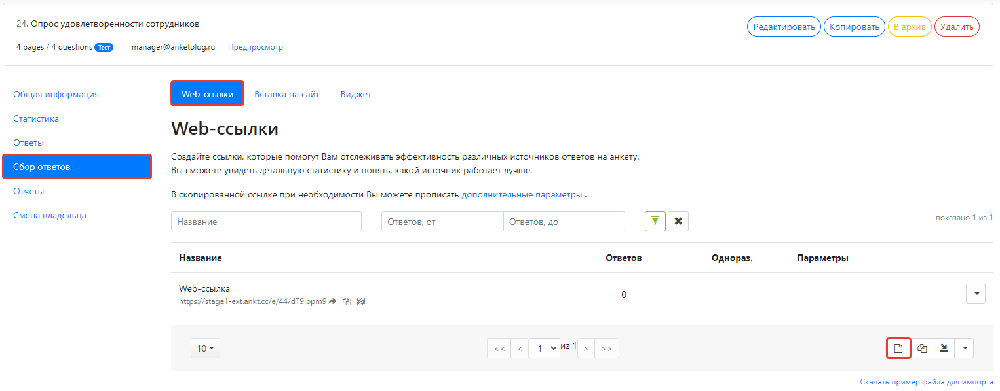 24. Опрос удовлетворенности сотрудников
Редактировать Копировать В архив Удалить
4 pages / 4 questions Тест manager@anketolog.ru Предпросмотр
Общая информация
Статистика
Ответы
Сбор ответов
Отчеты
Смена владельца
Web-ссылки Вставка на сайт Виджет
Web-ссылки
Создайте ссылки, которые помогут Вам отслеживать эффективность различных источников ответов на анкету.
Вы сможете увидеть детальную статистику и понять, какой источник работает лучше.
В скопированной ссылке при необходимости Вы можете прописать дополнительные параметры .
Название Ответов, от Ответов, до показано 1 из 1
Название Ответов Однораз. Параметры
Web-ссылка
https://stage1-ext.ankt.cc/e/44/dT9lbpm9
0
10 << < 1 из 1 > >>
Скачать пример файла для импорта